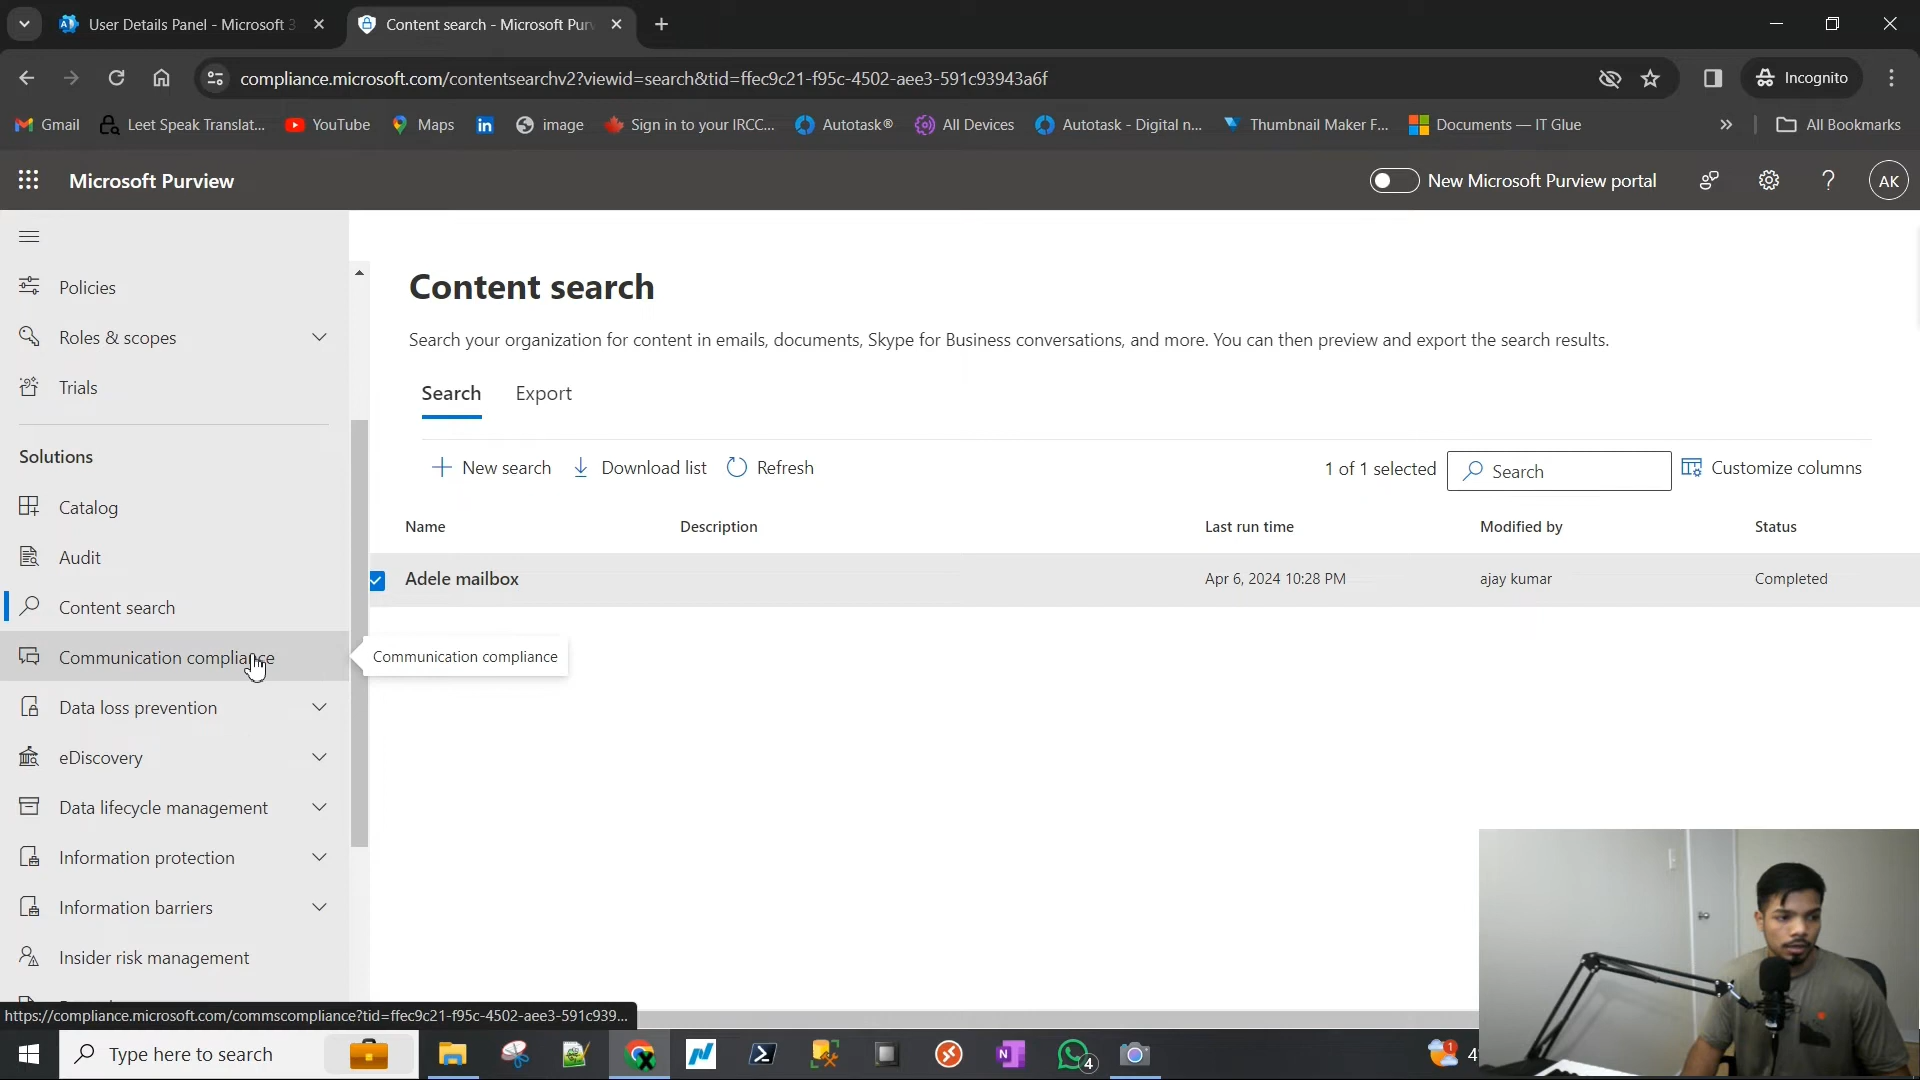 User Details Panel - Microsoft 3
Content search - Microsoft Pur
compliance.microsoft.com/contentsearchv2?viewid=search&tid=ffec9c21-f95c-4502-aee3-591c93943a6f
Incognito
Gmail
Leet Speak Translat...
YouTube
Maps
image
Sign in to your IRCC...
Autotask®
All Devices
Autotask - Digital n...
Thumbnail Maker F...
Documents — IT Glue
All Bookmarks
Microsoft Purview
New Microsoft Purview portal
AK
Policies
Roles & scopes
Trials
Solutions
Catalog
Audit
Content search
Communication compliance
Data loss prevention
eDiscovery
Data lifecycle management
Information protection
Information barriers
Insider risk management
Content search
Search your organization for content in emails, documents, Skype for Business conversations, and more. You can then preview and export the search results.
Search Export
New search Download list Refresh 1 of 1 selected Search Customize columns
Name Description Last run time Modified by Status
Adele mailbox Apr 6, 2024 10:28 PM ajay kumar Completed
Communication compliance
https://compliance.microsoft.com/commscompliance?tid=ffec9c21-f95c-4502-aee3-591c939...
Type here to search
4
1